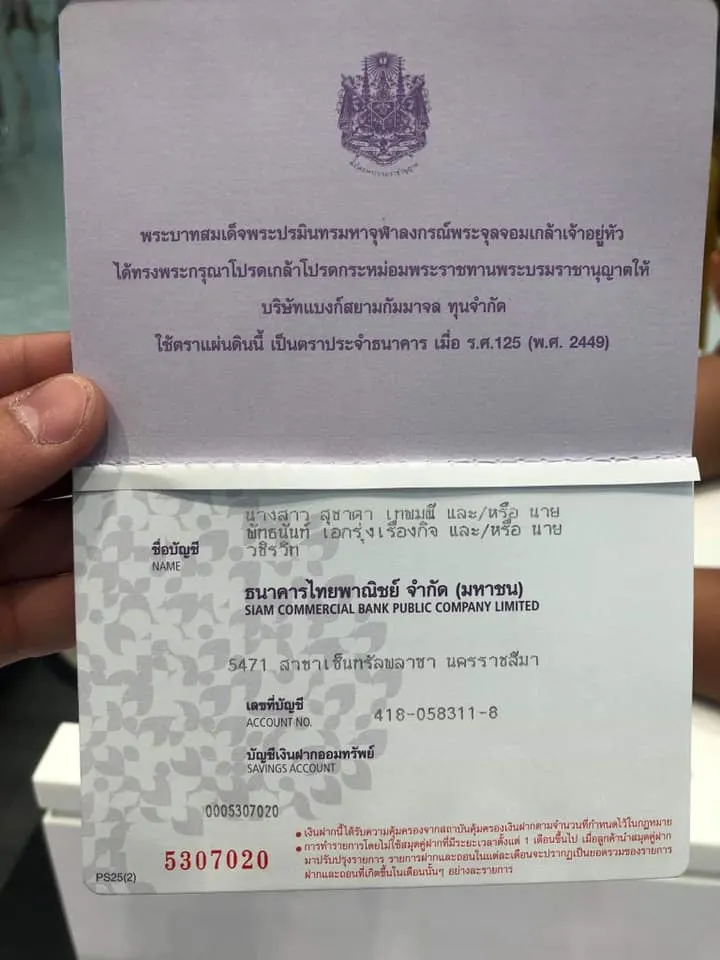 พระบาทสมเด็จพระปรมินทรมหาจุฬาลงกรณ์พระจุลจอมเกล้าเจ้าอยู่หัว
ได้ทรงพระกรุณาโปรดเกล้าโปรดกระหม่อมพระราชทานพระบรมราชานุญาตให้
บริษัทแบงก์สยามกัมมาจล ทุนจำกัด
ใช้ตราแผ่นดินนี้ เป็นตราประจำธนาคาร เมื่อ ร.ศ.125 (พ.ศ. 2449)
นางสาว สุชาดา เทพมณี และ/หรือ นาย
พัทธนันท์ เอกรุ่งเรืองกิจ และ/หรือ นาย
ชื่อบัญชี วชิรวิท
NAME
ธนาคารไทยพาณิชย์ จำกัด (มหาชน)
SIAM COMMERCIAL BANK PUBLIC COMPANY LIMITED
5471 สาขาเซ็นทรัลพลาซา นครราชสีมา
เลขที่บัญชี 418-058311-8
ACCOUNT NO.
บัญชีเงินฝากออมทรัพย์
SAVINGS ACCOUNT
0005307020
5307020
PS25(2)
• เงินฝากนี้ได้รับความคุ้มครองจากสถาบันคุ้มครองเงินฝากตามจำนวนที่กำหนดไว้ในกฎหมาย
• การทำรายการโดยไม่ใช้สมุดคู่ฝากที่มีระยะเวลาตั้งแต่ 1 เดือนขึ้นไป เมื่อลูกค้านำสมุดคู่ฝาก
มาปรับปรุงรายการ รายการฝากและถอนในแต่ละเดือนจะปรากฏเป็นยอดรวมของรายการ
ฝากและถอนที่เกิดขึ้นในเดือนนั้นๆ อย่างละรายการ